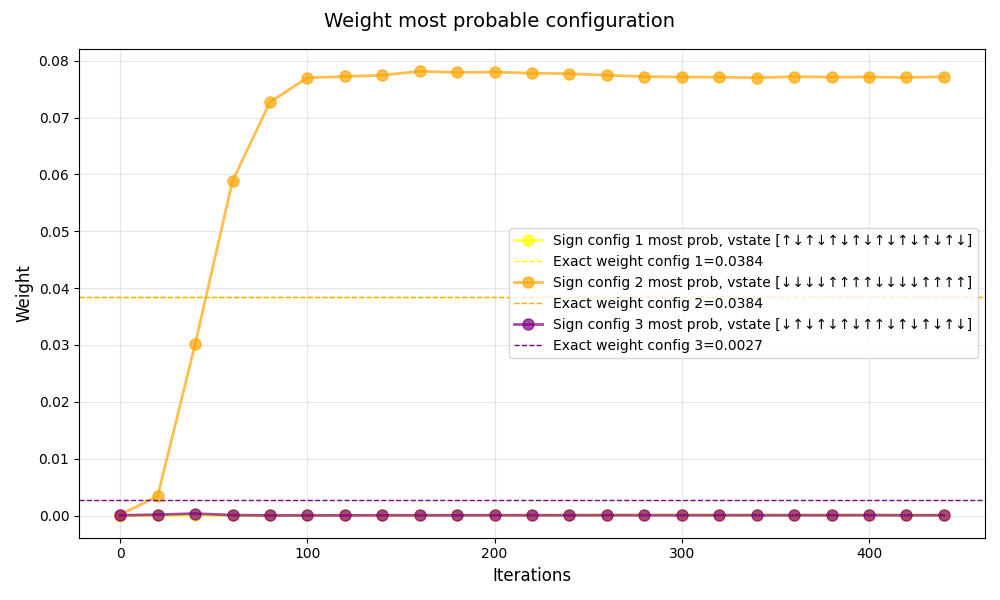 Weight most probable configuration
Weight
0.08
0.07
0.06
0.05
0.04
0.03
0.02
0.01
0.00
Sign config 1 most prob, vstate [↑↓↑↓↑↓↑↓↑↓↑↓↑↓↑↓]
Exact weight config 1=0.0384
Sign config 2 most prob, vstate [↓↓↓↓↑↑↑↑↓↓↓↓↑↑↑↑]
Exact weight config 2=0.0384
Sign config 3 most prob, vstate [↓↑↓↑↓↑↓↑↑↓↑↓↑↓↑↓]
Exact weight config 3=0.0027
0
100
200
300
400
Iterations